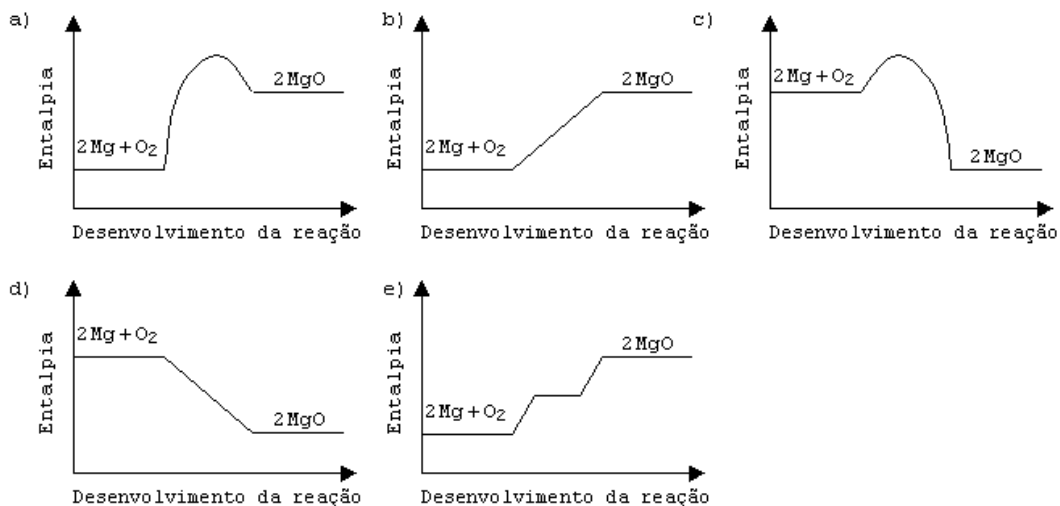 a)
Entalpia
2Mg+O₂
2MgO
Desenvolvimento da reação
b)
Entalpia
2Mg+O₂
2MgO
Desenvolvimento da reação
c)
Entalpia
2Mg+O₂
2MgO
Desenvolvimento da reação
d)
Entalpia
2Mg+O₂
2MgO
Desenvolvimento da reação
e)
Entalpia
2Mg+O₂
2MgO
Desenvolvimento da reação